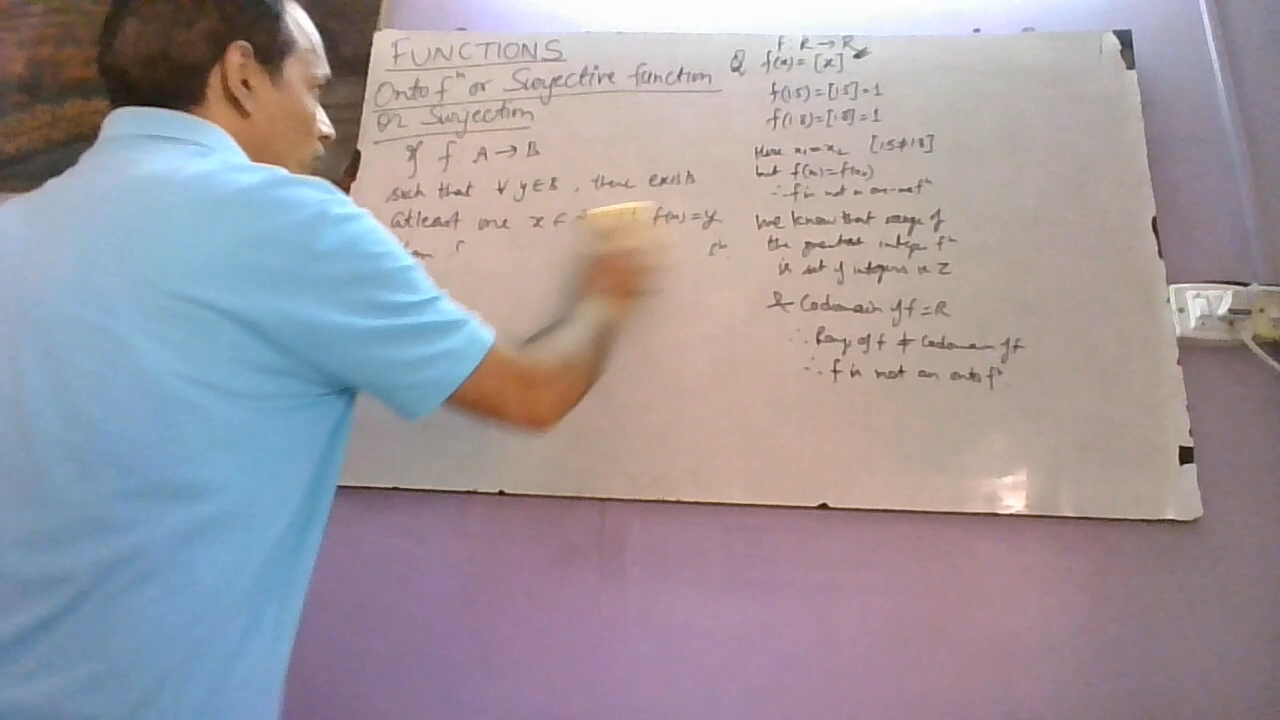 FUNCTIONS
Onto fⁿ or Surjective function
or Surjection
If f A → B
such that ∀ y ∈ B, there exists
atleast one x ∈ f(x) = y
f: R → R
Q f(x) = [x]
f(1.5) = [1.5] = 1
f(1.8) = [1.8] = 1
Here x₁ = x₂ [1.5 ≠ 1.8]
but f(x₁) = f(x₂)
∴ f is not a one-one fⁿ
We know that range of
the greatest integer fⁿ
is set of integers is Z
& Codomain of f = R
∴ Range of f ≠ Codomain of f
∴ f is not an onto fⁿ